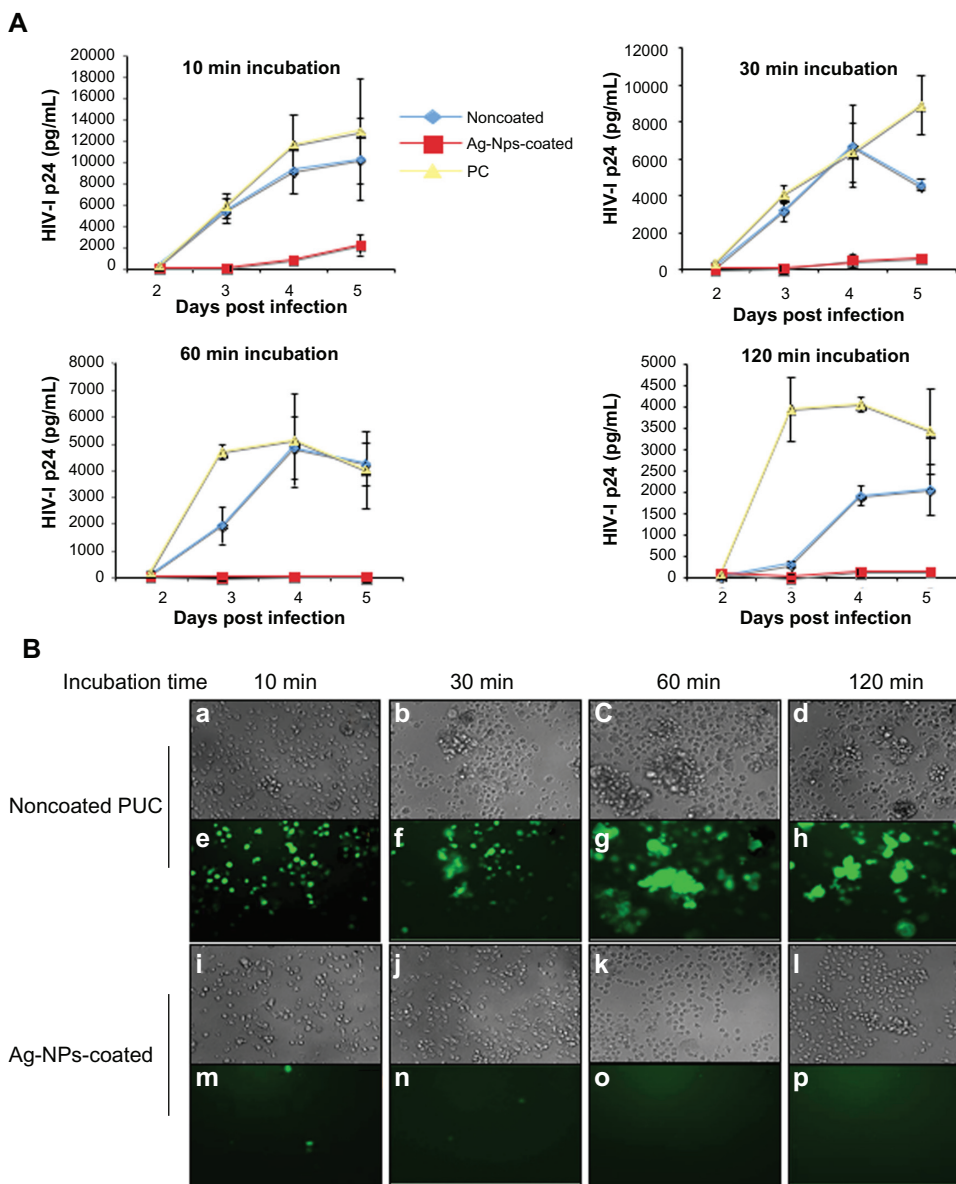 A
10 min incubation
HIV-I p24 (pg/mL)
20000
18000
16000
14000
12000
10000
8000
6000
4000
2000
0
2 3 4 5
Days post infection
Noncoated
Ag-Nps-coated
PC
30 min incubation
HIV-I p24 (pg/mL)
12000
10000
8000
6000
4000
2000
0
2 3 4 5
Days post infection
60 min incubation
HIV-I p24 (pg/mL)
8000
7000
6000
5000
4000
3000
2000
1000
0
2 3 4 5
Days post infection
120 min incubation
HIV-I p24 (pg/mL)
5000
4500
4000
3500
3000
2500
2000
1500
1000
500
0
2 3 4 5
Days post infection
B
Incubation time 10 min 30 min 60 min 120 min
a b C d
Noncoated PUC
e f g h
i j k l
Ag-NPs-coated
m n o p